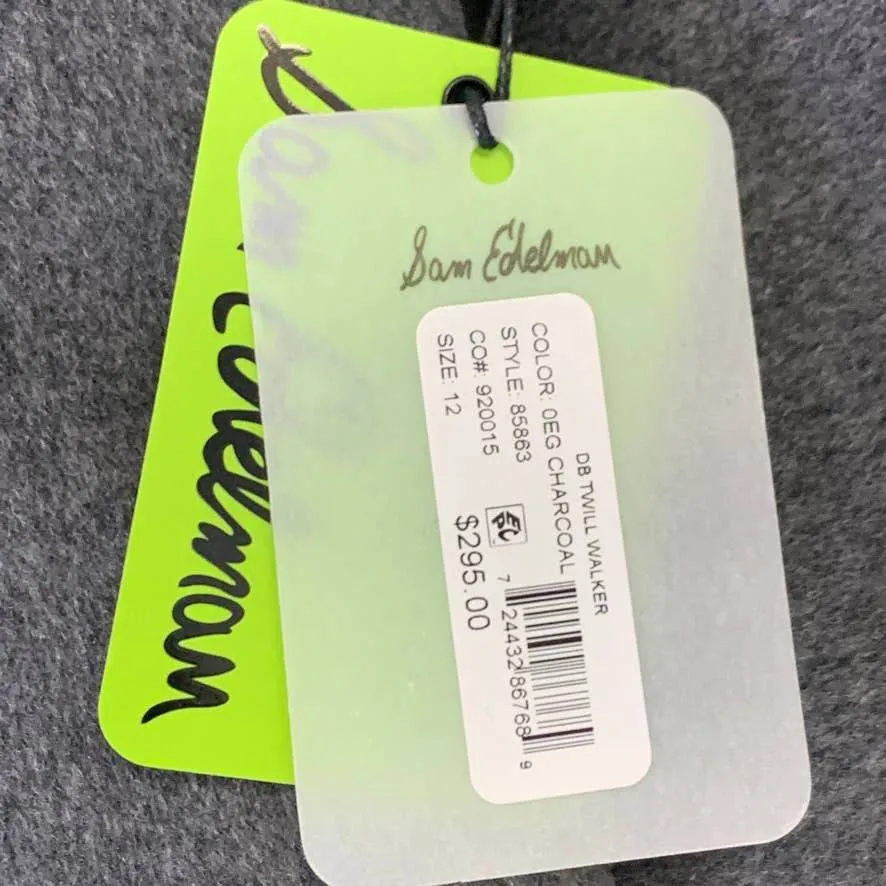 Sam Edelman
Sam Edelman
DB TWILL WALKER
COLOR: 0EG CHARCOAL
STYLE: 85863
CO#: 920015
SIZE: 12
$295.00
7 24432 86768 9